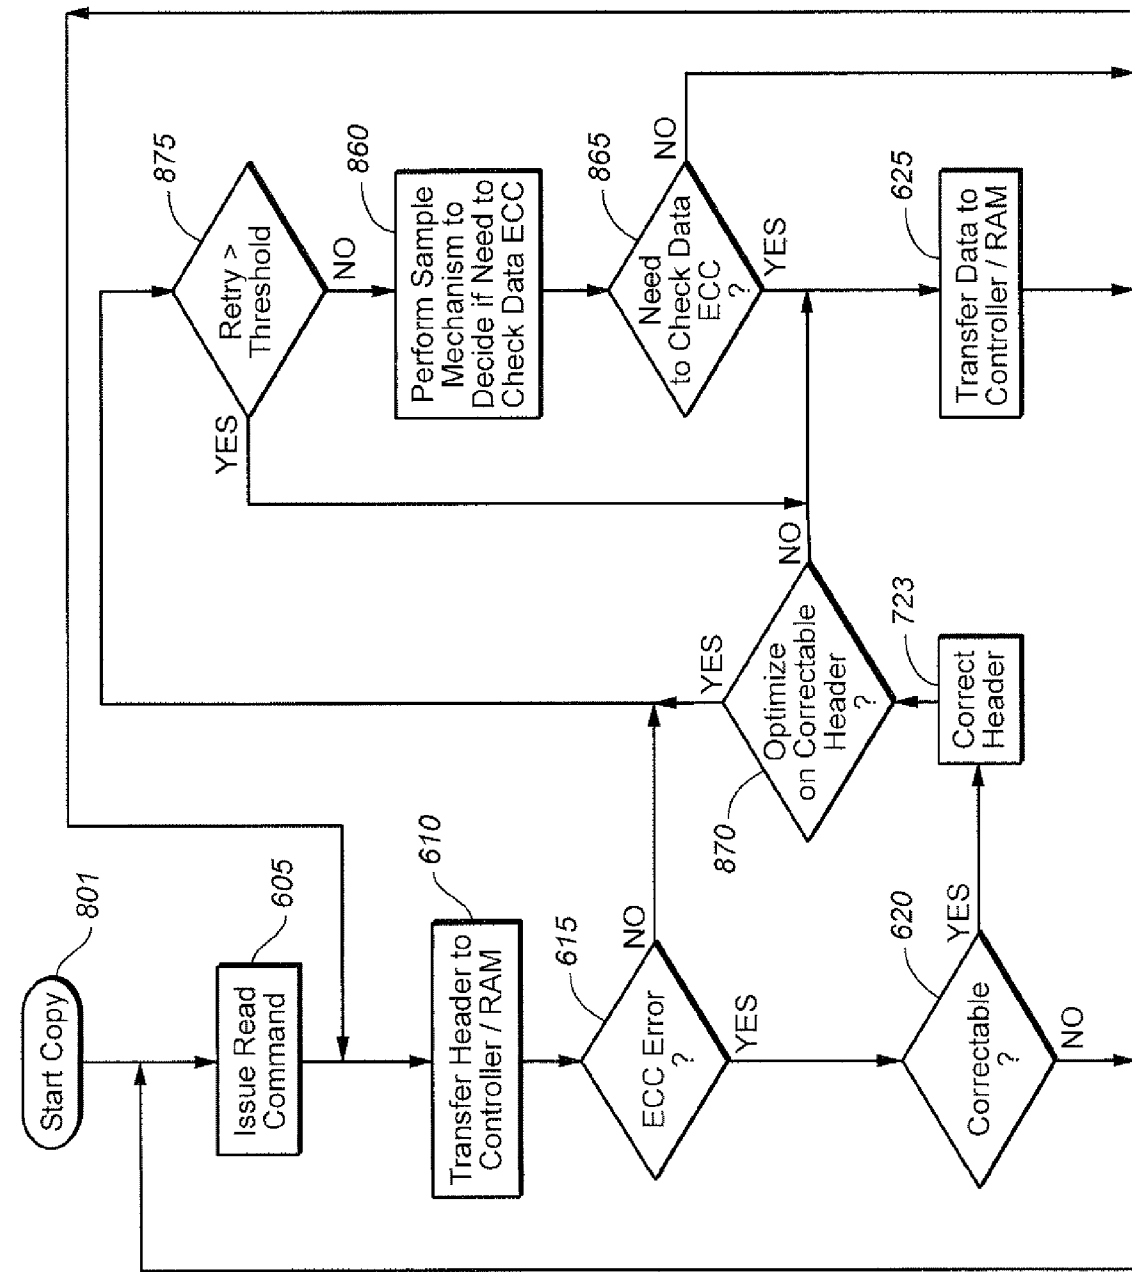 Start Copy
801
Issue Read
Command
605
Transfer Header to
Controller / RAM
610
ECC Error
?
615
NO
YES
Correctable
?
620
YES
NO
Correct
Header
723
Optimize
on Correctable
Header
?
870
YES
NO
Retry >
Threshold
875
YES
NO
Perform Sample
Mechanism to
Decide if Need to
Check Data ECC
860
Need
to Check Data
ECC
?
865
NO
YES
Transfer Data to
Controller / RAM
625